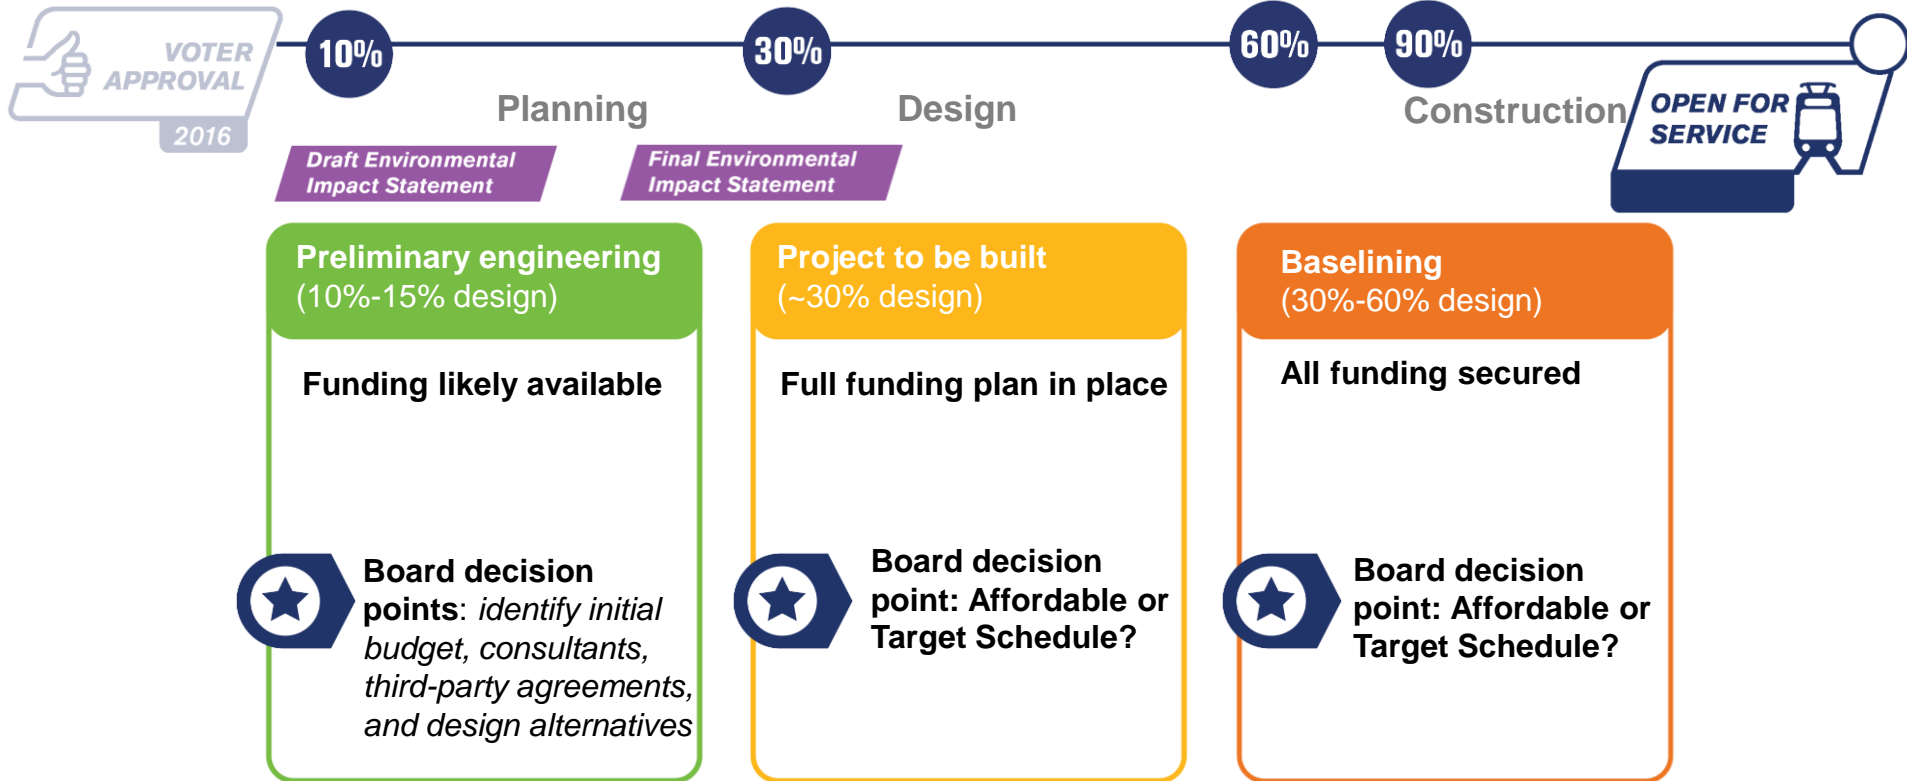 VOTER
APPROVAL
2016
10%
30%
60%
90%
Planning
Design
Construction
OPEN FOR
SERVICE
Draft Environmental
Impact Statement
Final Environmental
Impact Statement
Preliminary engineering
(10%-15% design)
Funding likely available
Board decision
points: identify initial
budget, consultants,
third-party agreements,
and design alternatives
Project to be built
(~30% design)
Full funding plan in place
Board decision
point: Affordable or
Target Schedule?
Baselining
(30%-60% design)
All funding secured
Board decision
point: Affordable or
Target Schedule?